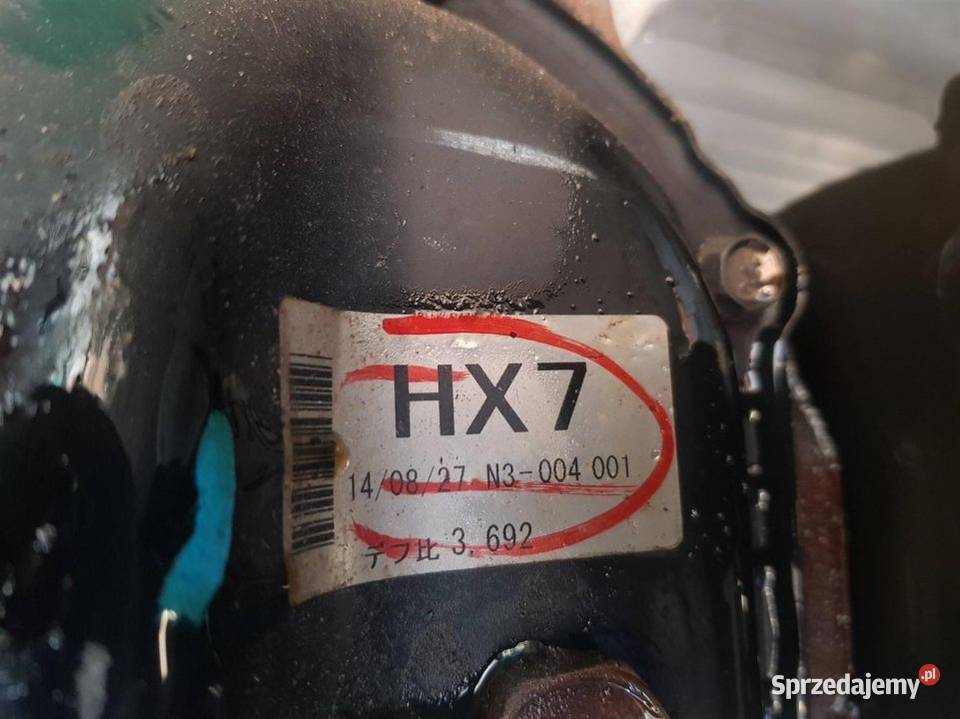 HX7
14/08/27 N3-004 001
デフ比 3.692
Sprzedajemy.pl